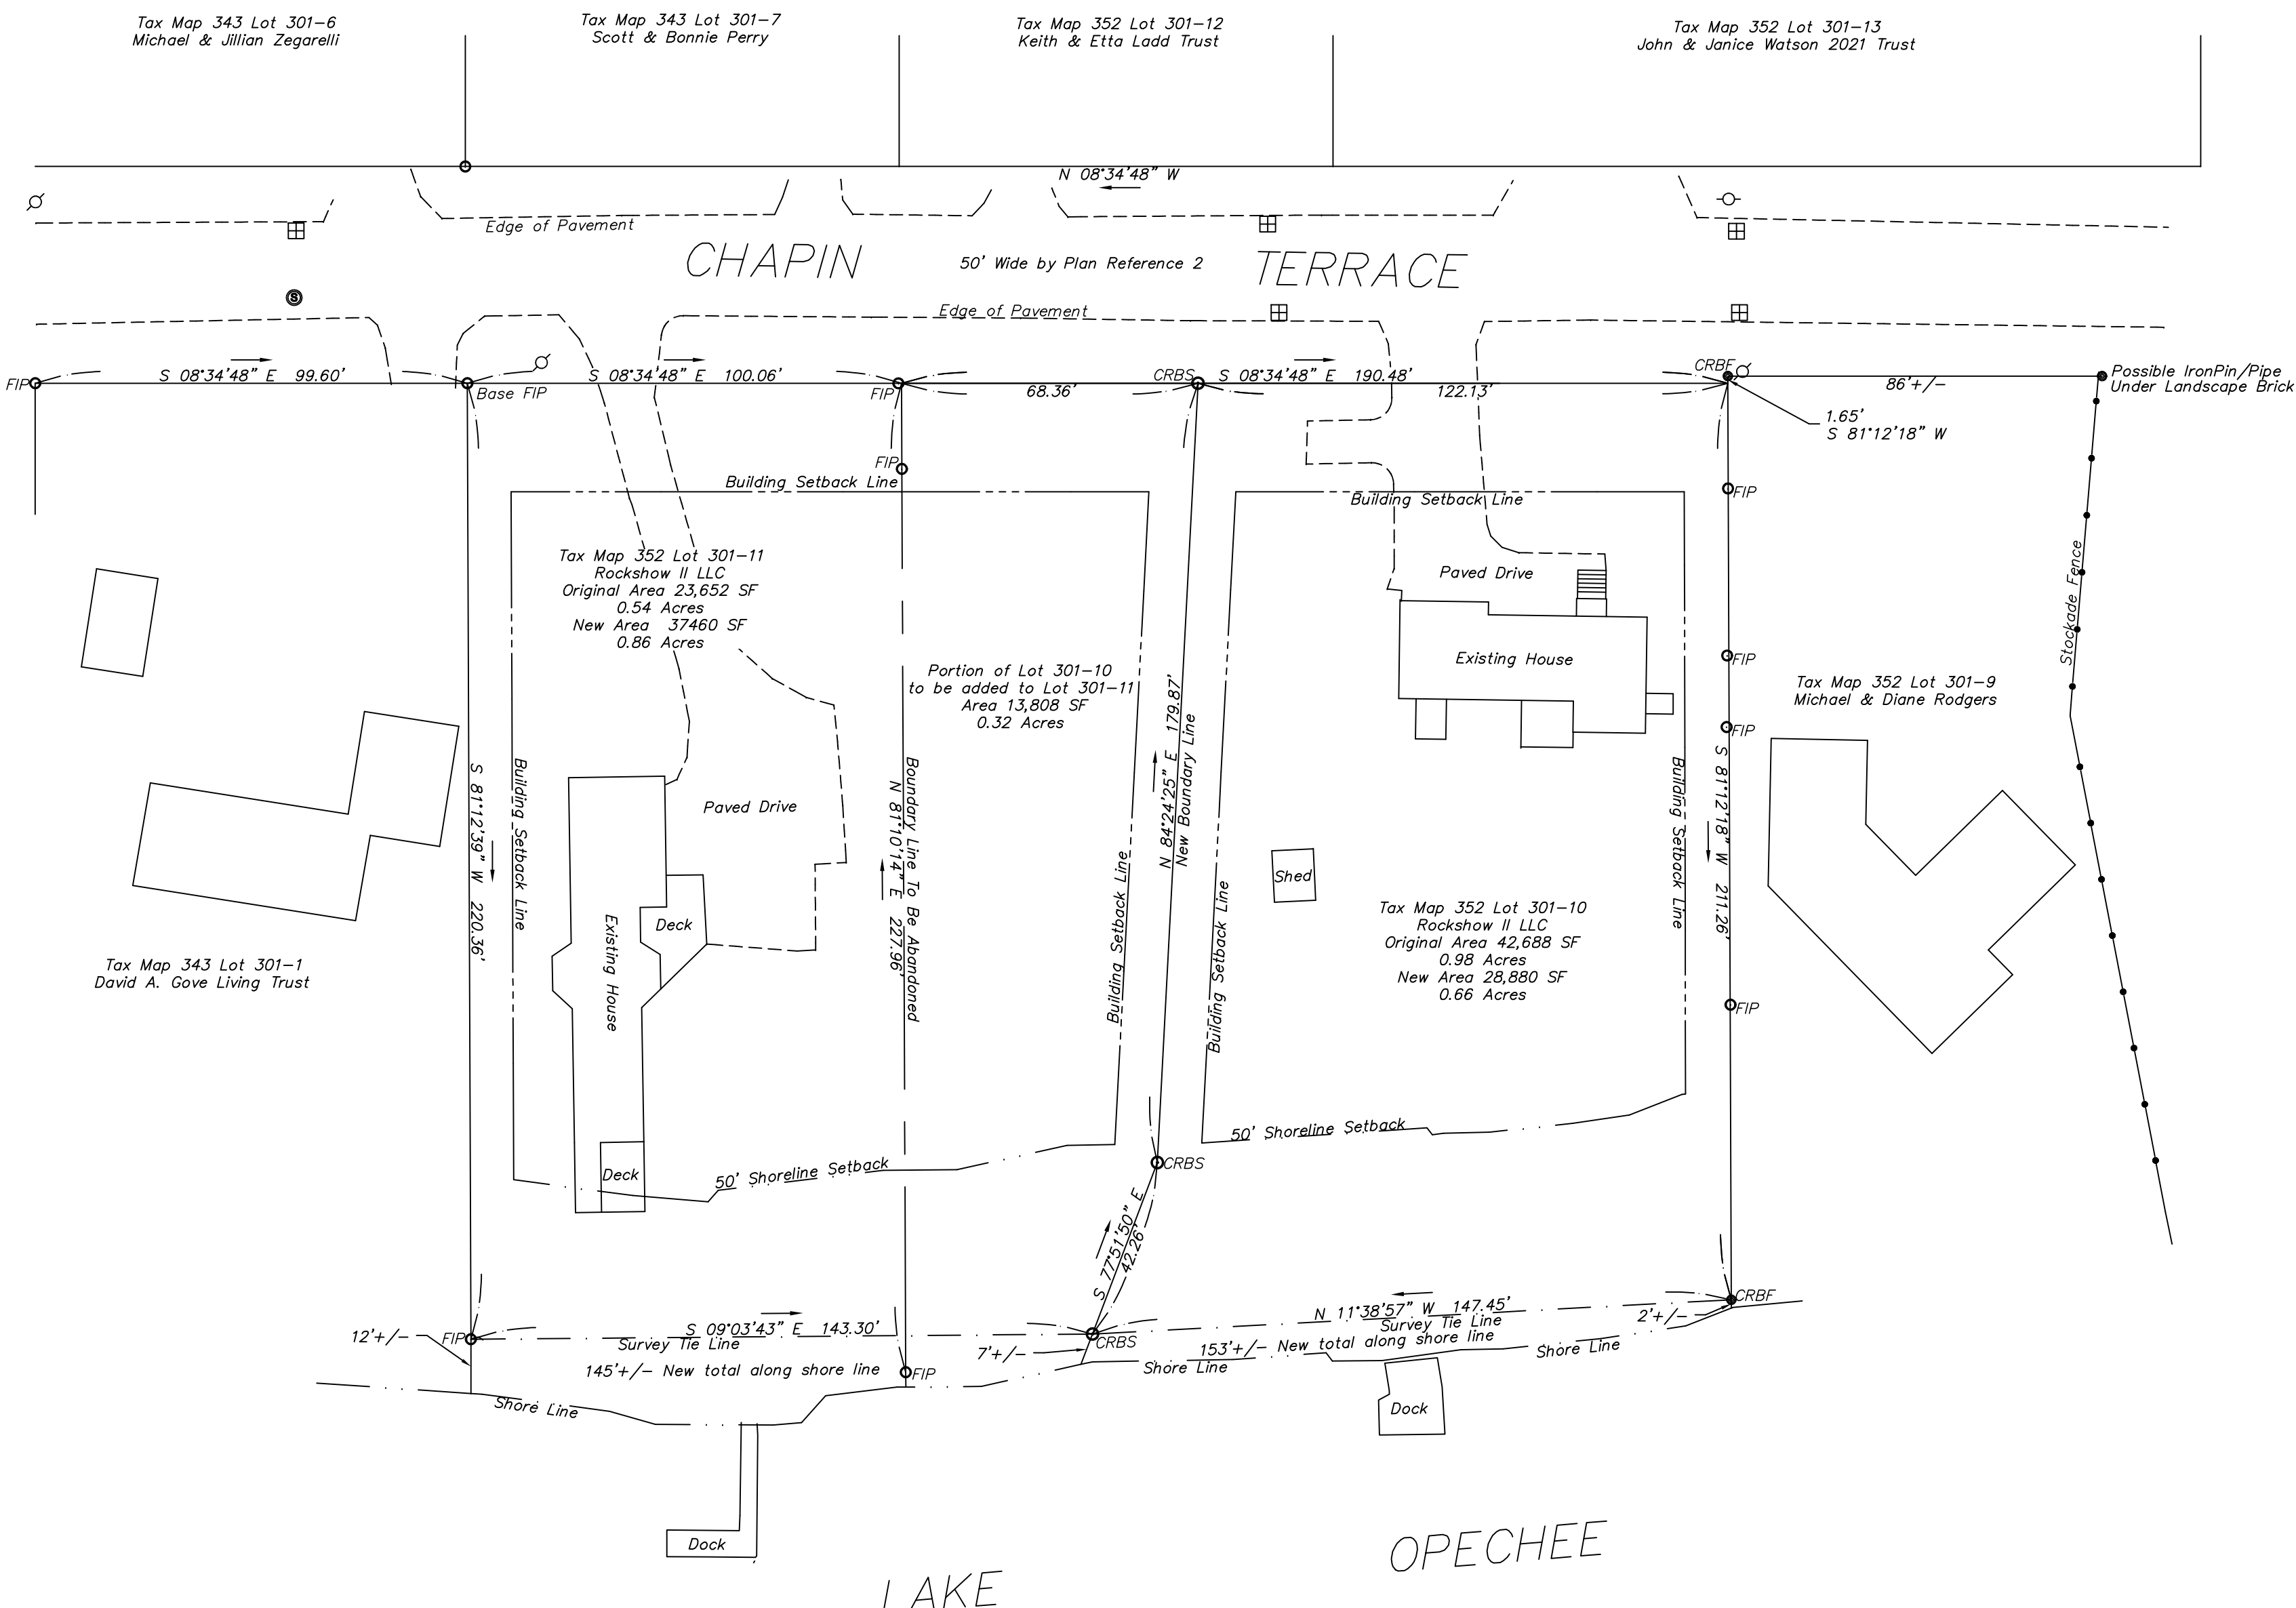 Tax Map 343 Lot 301-6
Michael & Jillian Zegarelli
Tax Map 343 Lot 301-7
Scott & Bonnie Perry
Tax Map 352 Lot 301-12
Keith & Etta Ladd Trust
Tax Map 352 Lot 301-13
John & Janice Watson 2021 Trust
N 08°34'48" W
Edge of Pavement
CHAPIN
50' Wide by Plan Reference 2
TERRACE
S
Edge of Pavement
FIP
S 08°34'48" E 99.60'
Base FIP
S 08°34'48" E 100.06'
FIP
68.36'
CRBS
S 08°34'48" E 190.48'
122.13'
CRBF
86'+/-
Possible IronPin/Pipe
Under Landscape Brick
1.65'
S 81°12'18" W
FIP
Building Setback Line
Building Setback Line
FIP
Tax Map 352 Lot 301-11
Rockshow II LLC
Original Area 23,652 SF
0.54 Acres
New Area 37460 SF
0.86 Acres
Paved Drive
Stockade Fence
Existing House
FIP
Portion of Lot 301-10
to be added to Lot 301-11
Area 13,808 SF
0.32 Acres
Tax Map 352 Lot 301-9
Michael & Diane Rodgers
FIP
S 81°12'39" W 220.36'
Building Setback Line
Paved Drive
N 81°10'14" E 227.96'
Boundary Line To Be Abandoned
Building Setback Line
N 84°24'25" E 179.87'
New Boundary Line
Building Setback Line
Shed
Building Setback Line
S 81°12'18" W 211.26'
Deck
Existing House
Tax Map 352 Lot 301-10
Rockshow II LLC
Original Area 42,688 SF
0.98 Acres
New Area 28,880 SF
0.66 Acres
Tax Map 343 Lot 301-1
David A. Gove Living Trust
FIP
50' Shoreline Setback
Deck
50' Shoreline Setback
CRBS
S 77°51'50" E
42.26'
12'+/-
FIP
S 09°03'43" E 143.30'
Survey Tie Line
145'+/- New total along shore line
FIP
7'+/-
CRBS
N 11°38'57" W 147.45'
Survey Tie Line
153'+/- New total along shore line
2'+/-
CRBF
Shore Line
Shore Line
Shore Line
Dock
Dock
OPECHEE
LAKE